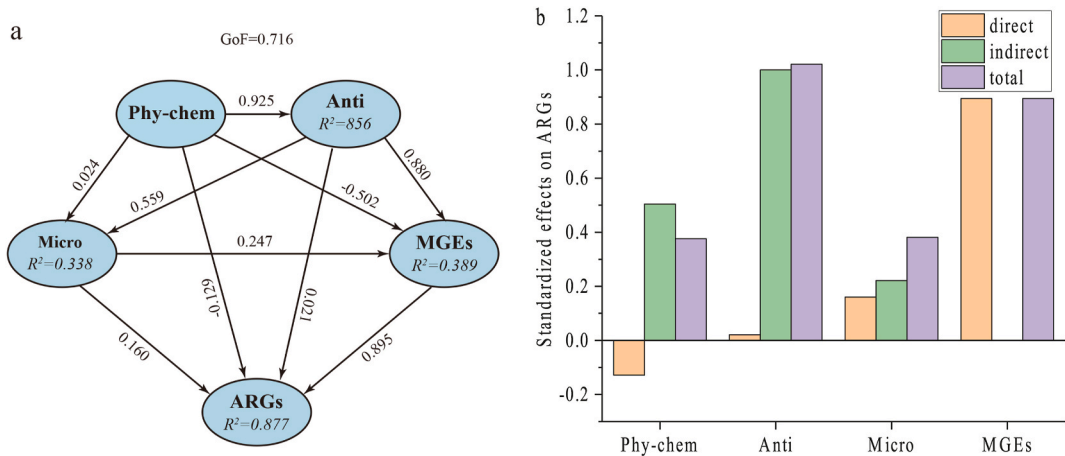 a
GoF=0.716
Phy-chem
0.925
Anti
R²=856
0.024
0.559
-0.502
0.880
Micro
R²=0.338
0.247
MGEs
R²=0.389
-0.129
0.021
0.160
0.895
ARGs
R²=0.877
b
direct
indirect
total
Standardized effects on ARGs
1.2
1.0
0.8
0.6
0.4
0.2
0.0
-0.2
Phy-chem Anti Micro MGEs